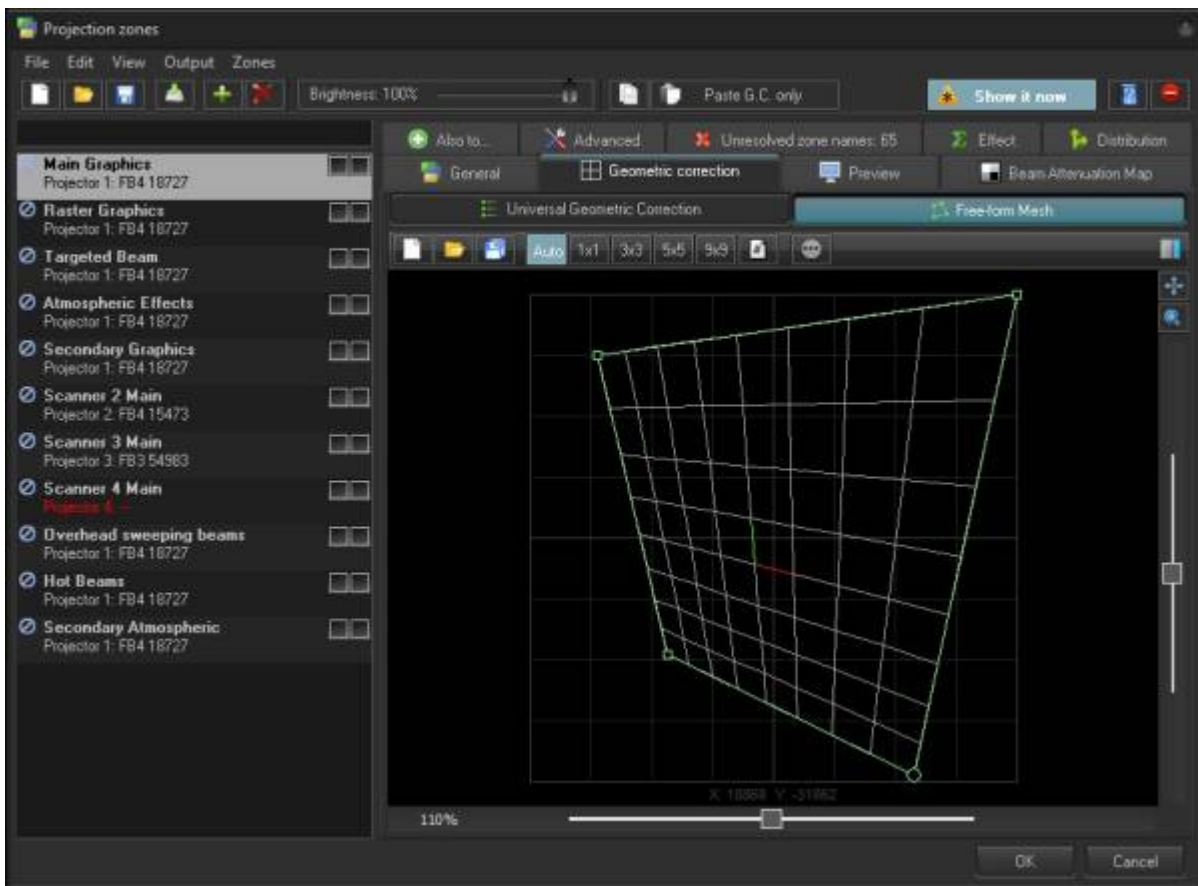 Projection zones
File Edit View Output Zones
Brightness: 100% Paste G.C. only Show it now
Also to... Advanced Unresolved zone names: 65 Effect Distribution
General Geometric correction Preview Beam Attenuation Map
Universal Geometric Correction Free-form Mesh
Auto 1x1 3x3 5x5 9x9
Main Graphics
Projector 1: FB4 18727
Raster Graphics
Projector 1: FB4 18727
Targeted Beam
Projector 1: FB4 18727
Atmospheric Effects
Projector 1: FB4 18727
Secondary Graphics
Projector 1: FB4 18727
Scanner 2 Main
Projector 2: FB4 15473
Scanner 3 Main
Projector 3: FB3 54983
Scanner 4 Main
Projector 4: --
Overhead sweeping beams
Projector 1: FB4 18727
Hot Beams
Projector 1: FB4 18727
Secondary Atmospheric
Projector 1: FB4 18727
110%
OK Cancel